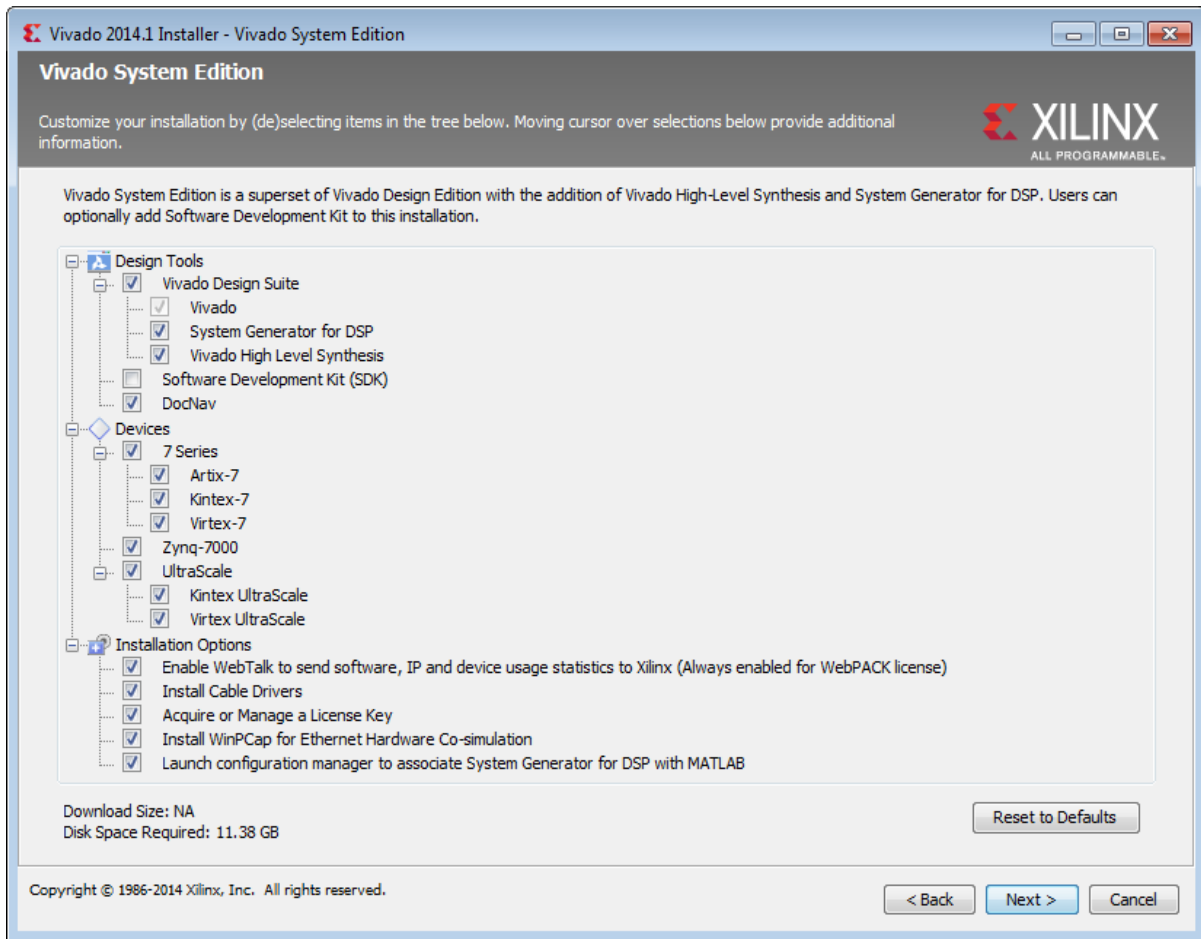 Vivado 2014.1 Installer - Vivado System Edition
Vivado System Edition
Customize your installation by (de)selecting items in the tree below. Moving cursor over selections below provide additional
information.
XILINX
ALL PROGRAMMABLE™
Vivado System Edition is a superset of Vivado Design Edition with the addition of Vivado High-Level Synthesis and System Generator for DSP. Users can
optionally add Software Development Kit to this installation.
Design Tools
Vivado Design Suite
Vivado
System Generator for DSP
Vivado High Level Synthesis
Software Development Kit (SDK)
DocNav
Devices
7 Series
Artix-7
Kintex-7
Virtex-7
Zynq-7000
UltraScale
Kintex UltraScale
Virtex UltraScale
Installation Options
Enable WebTalk to send software, IP and device usage statistics to Xilinx (Always enabled for WebPACK license)
Install Cable Drivers
Acquire or Manage a License Key
Install WinPCap for Ethernet Hardware Co-simulation
Launch configuration manager to associate System Generator for DSP with MATLAB
Download Size: NA
Disk Space Required: 11.38 GB
Reset to Defaults
Copyright © 1986-2014 Xilinx, Inc. All rights reserved.
< Back
Next >
Cancel